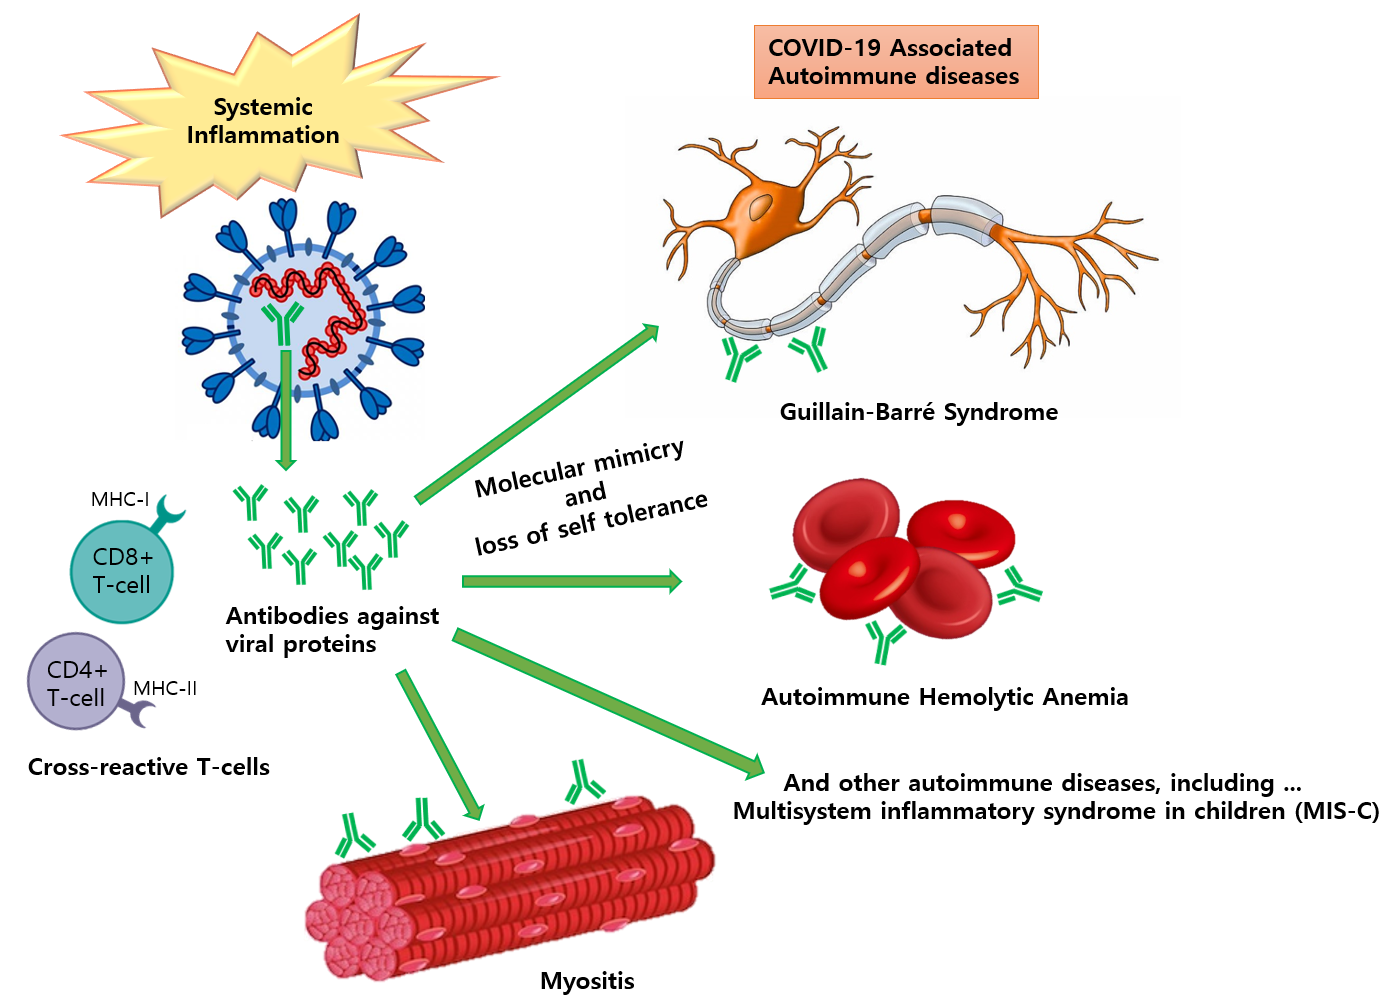 Systemic
Inflammation
COVID-19 Associated
Autoimmune diseases
Guillain-Barré Syndrome
Molecular mimicry
and
loss of self tolerance
MHC-I
CD8+
T-cell
Antibodies against
viral proteins
CD4+
T-cell
MHC-II
Cross-reactive T-cells
Autoimmune Hemolytic Anemia
And other autoimmune diseases, including ...
Multisystem inflammatory syndrome in children (MIS-C)
Myositis